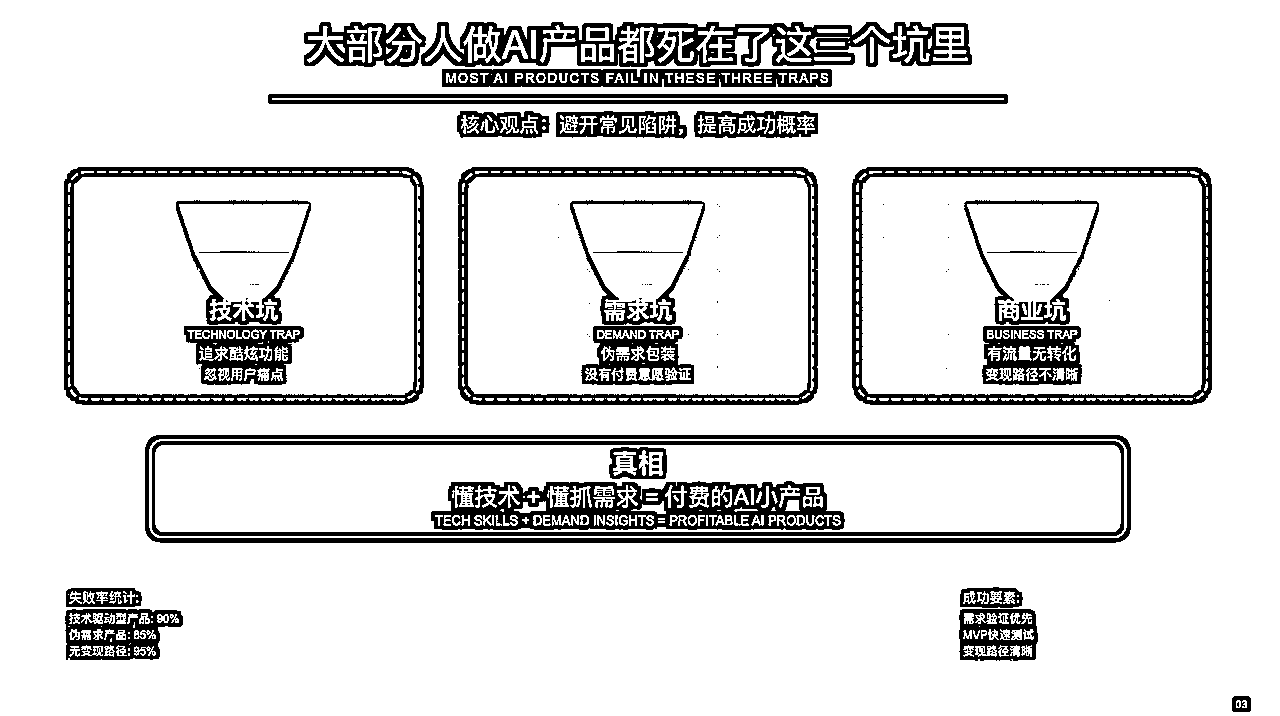 大部分人做AI产品都死在了这三个坑里
MOST AI PRODUCTS FAIL IN THESE THREE TRAPS
核心观点：避开常见陷阱，提高成功概率
技术坑
TECHNOLOGY TRAP
追求酷炫功能
忽视用户痛点
需求坑
DEMAND TRAP
伪需求包装
没有付费意愿验证
商业坑
BUSINESS TRAP
有流量无转化
变现路径不清晰
真相
懂技术 + 懂抓需求 = 付费的AI小产品
TECH SKILLS + DEMAND INSIGHTS = PROFITABLE AI PRODUCTS
失败率统计:
技术驱动型产品: 90%
伪需求产品: 85%
无变现路径: 95%
成功要素:
需求验证优先
MVP快速测试
变现路径清晰
03